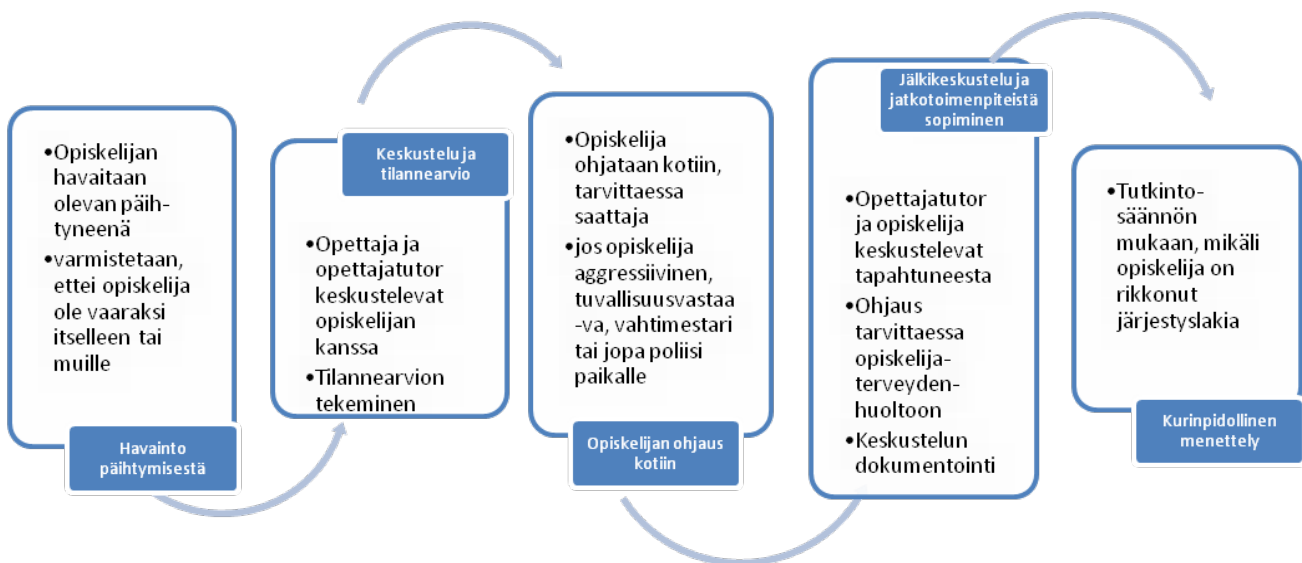 •Opiskelijan
havaitaan
olevan päih-
tyneenä
•varmistetaan,
ettei opiskelija
ole vaaraksi
itselleen tai
muille
Havainto
päihtymisestä
Keskustelu ja
tilannearvio
•Opettaja ja
opettajatutor
keskustelevat
opiskelijan
kanssa
•Tilannearvion
tekeminen
•Opiskelija
ohjataan kotiin,
tarvittaessa
saattaja
•jos opiskelija
aggressiivinen,
tuvallisuusvastaa
-va, vahtimestari
tai jopa poliisi
paikalle
Opiskelijan ohjaus
kotiin
Jälkikeskustelu ja
jatkotoimenpiteistä
sopiminen
•Opettajatutor
ja opiskelija
keskustelevat
tapahtuneesta
•Ohjaus
tarvittaessa
opiskelija-
terveyden-
huoltoon
•Keskustelun
dokumentointi
•Tutkinto-
säännön
mukaan, mikäli
opiskelija on
rikkonut
järjestyslakia
Kurinpidollinen
menettely